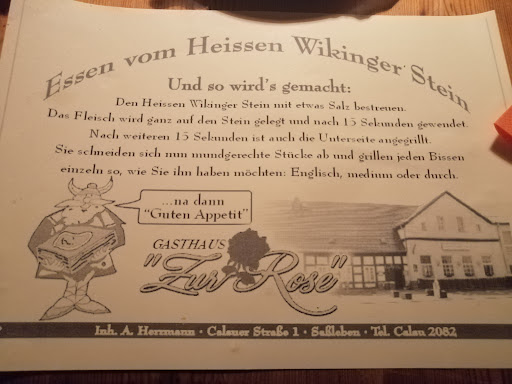 Essen vom Heissen Wikinger Stein
Und so wird's gemacht:
Den Heissen Wikinger Stein mit etwas Salz bestreuen.
Das Fleisch wird ganz auf den Stein gelegt und nach 15 Sekunden gewendet.
Nach weiteren 15 Sekunden ist auch die Unterseite angegrillt.
Sie schneiden sich nun mundgerechte Stücke ab und grillen jeden Bissen
einzeln so, wie Sie ihn haben möchten: Englisch, medium oder durch.
...na dann
"Guten Appetit"
GASTHAUS
"Zur Rose"
Inh. A. Herzmann · Calauer Straße 1 · Saßleben · Tel. Calau 2082